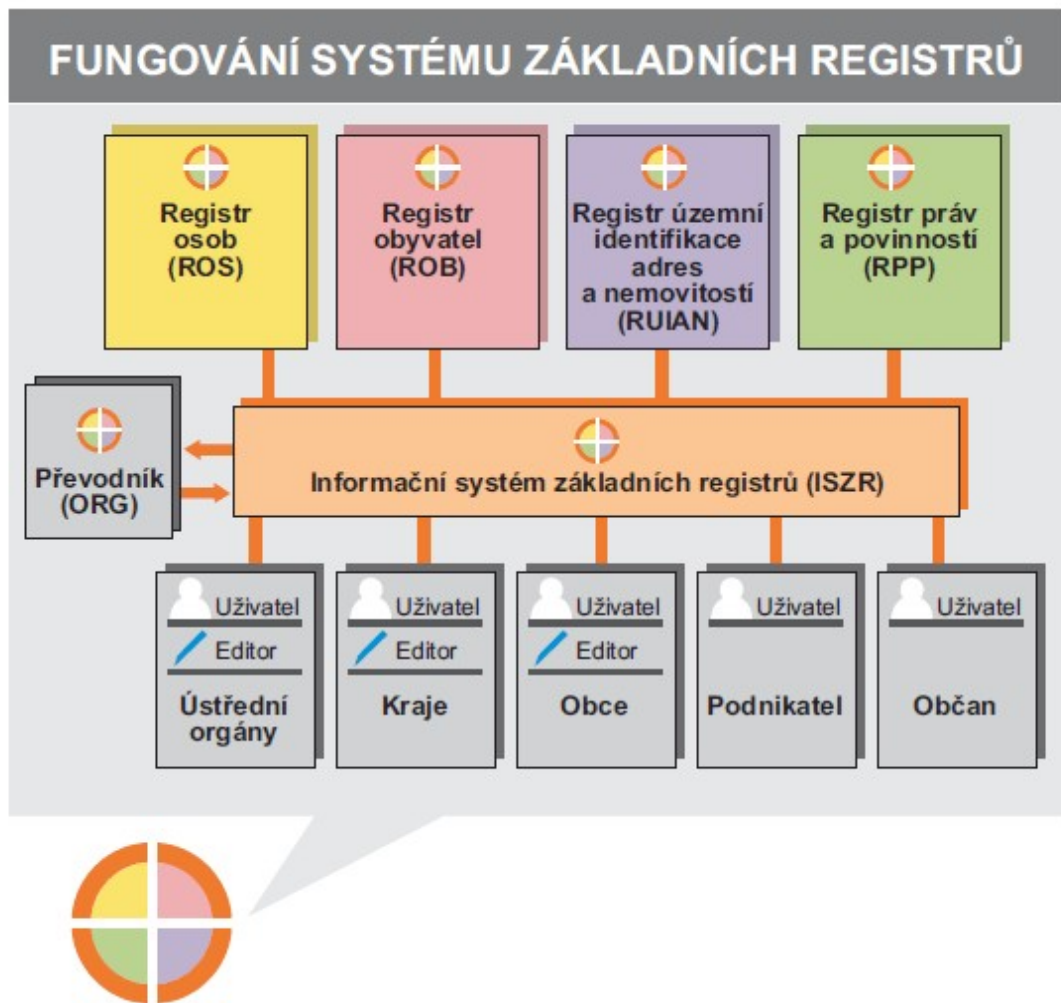 FUNGOVÁNÍ SYSTÉMU ZÁKLADNÍCH REGISTRŮ
Registr
osob
(ROS)
Registr
obyvatel
(ROB)
Registr územní
identifikace
adres
a nemovitostí
(RUIAN)
Registr práv
a povinností
(RPP)
Převodník
(ORG)
Informační systém základních registrů (ISZR)
Uživatel
Editor
Ústřední
orgány
Uživatel
Editor
Kraje
Uživatel
Editor
Obce
Uživatel
Podnikatel
Uživatel
Občan